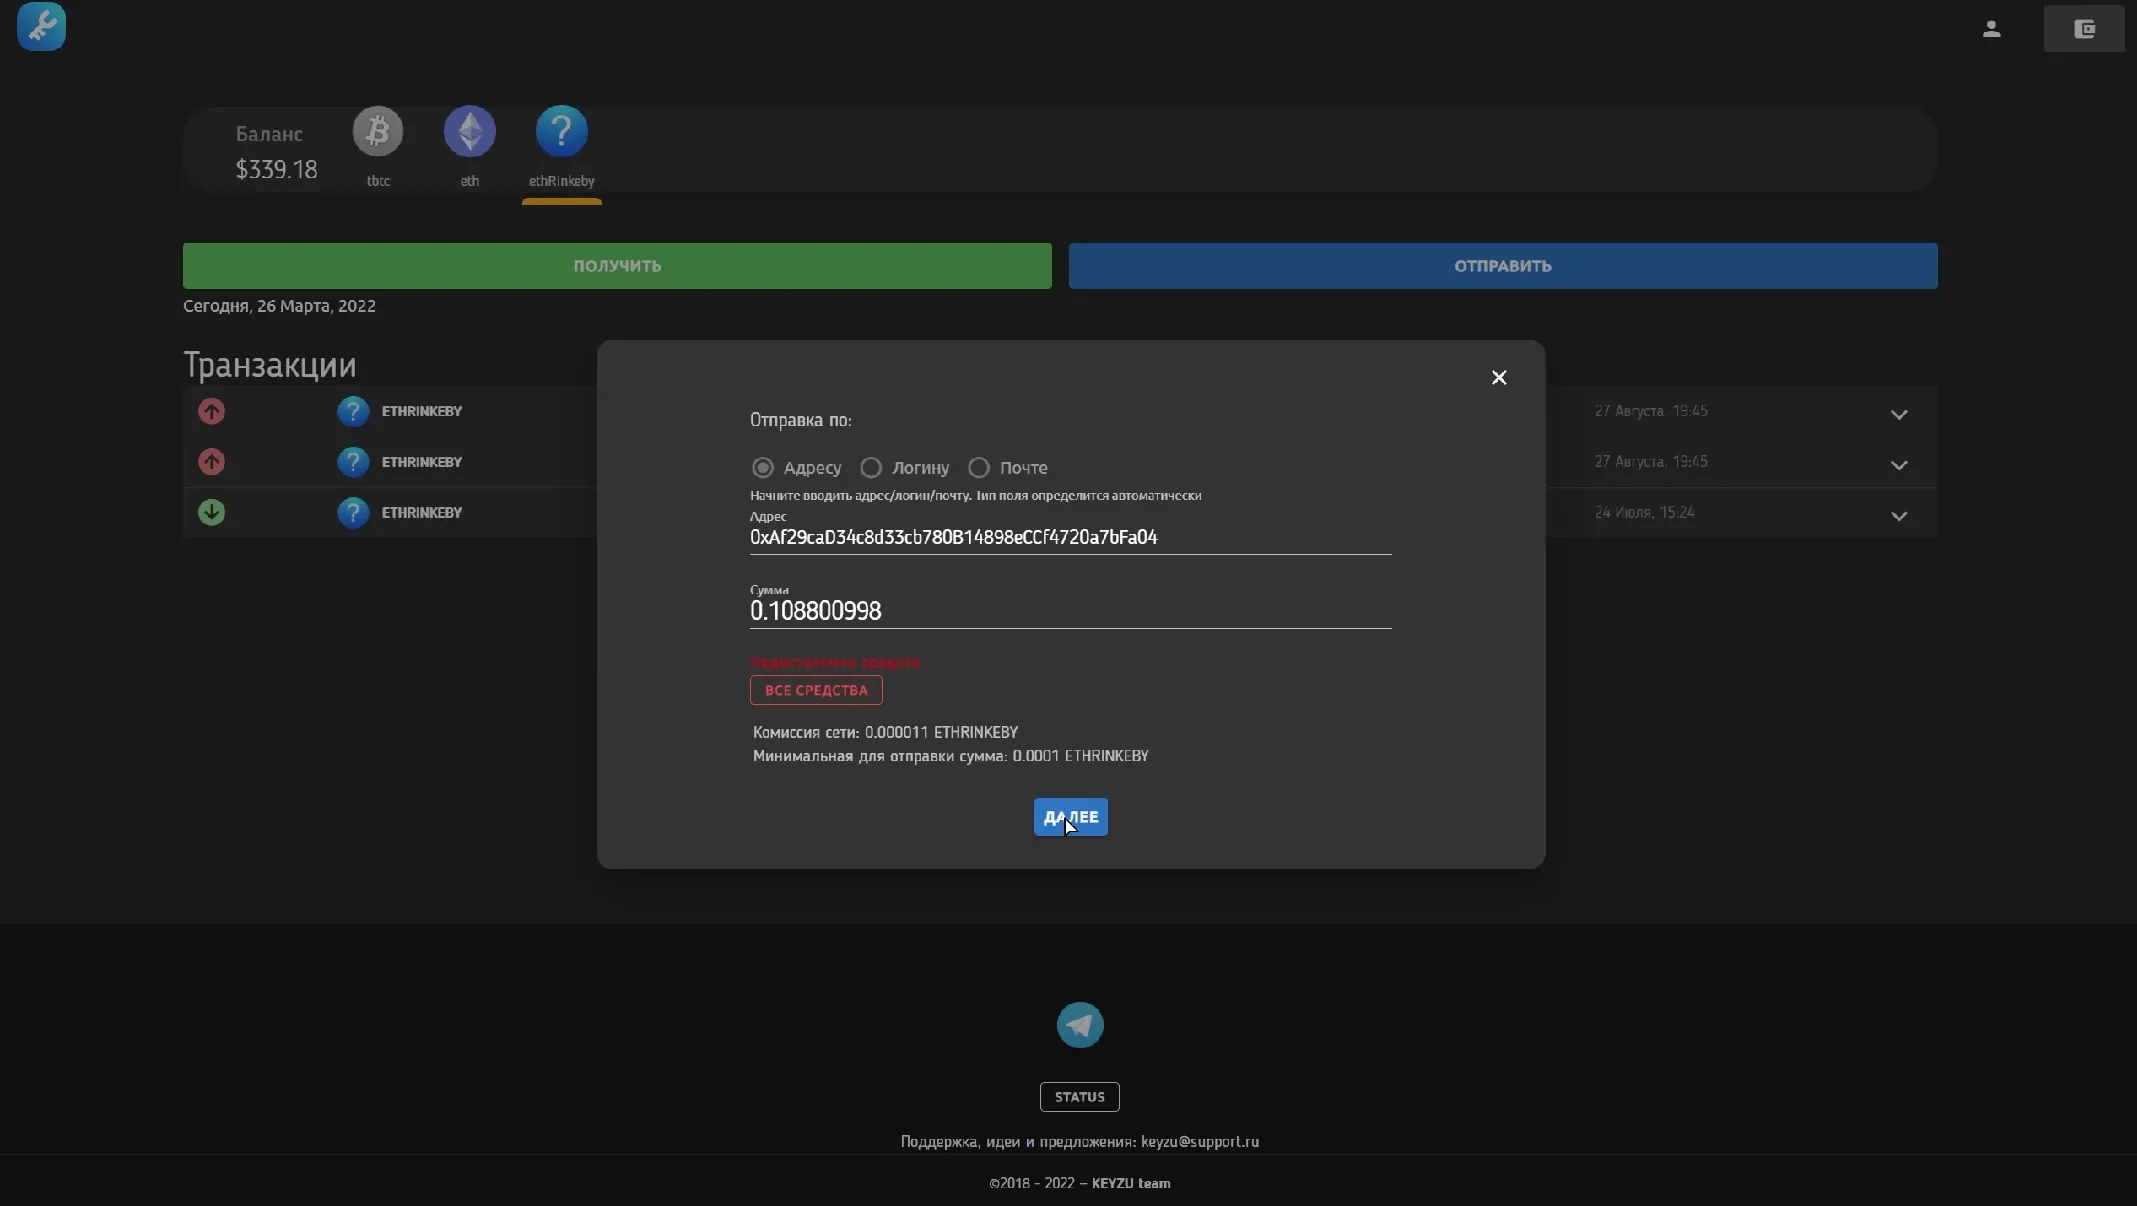 Баланс
$339.18
tbtc
eth
ethRinkeby
ПОЛУЧИТЬ
ОТПРАВИТЬ
Сегодня, 26 Марта, 2022
Транзакции
ETHRINKEBY
27 Августа, 19:45
ETHRINKEBY
27 Августа, 19:45
ETHRINKEBY
24 Июля, 15:24
Отправка по:
Адресу Логину Почте
Начните вводить адрес/логин/почту. Тип поля определится автоматически
Адрес
0xAf29caD34c8d33cb780B14898eCCf4720a7bFa04
Сумма
0.108800998
Недостаточно средств
ВСЕ СРЕДСТВА
Комиссия сети: 0.000011 ETHRINKEBY
Минимальная для отправки сумма: 0.0001 ETHRINKEBY
ДАЛЕЕ
STATUS
Поддержка, идеи и предложения: keyzu@support.ru
©2018 - 2022 – KEYZU team